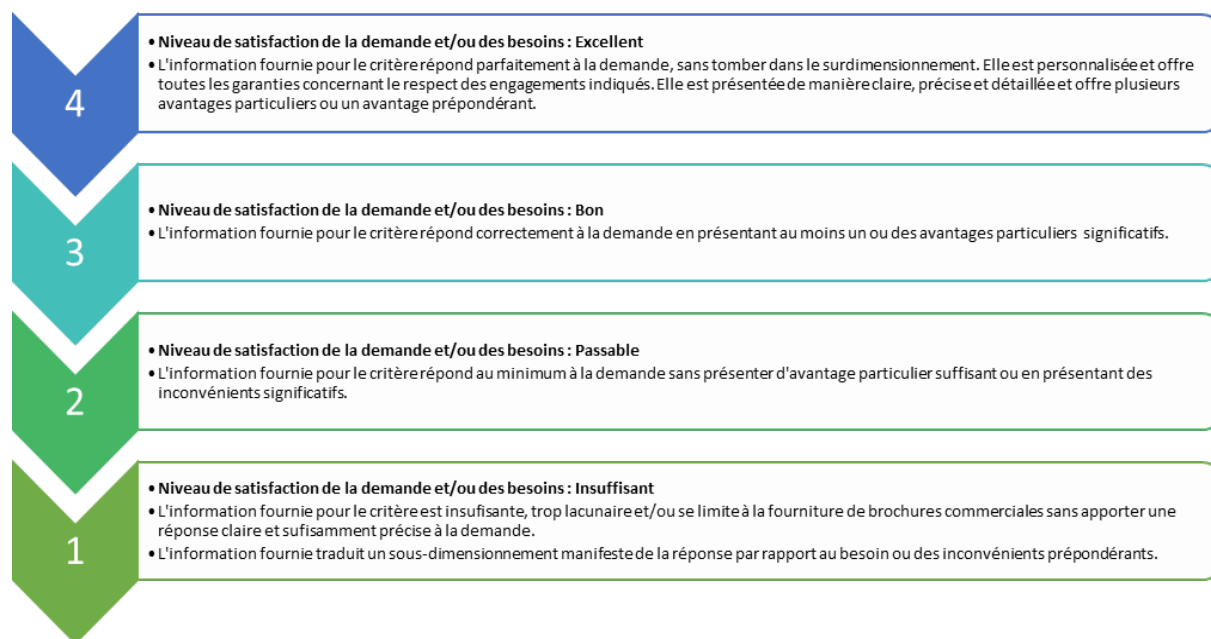 4
• Niveau de satisfaction de la demande et/ou des besoins : Excellent
• L'information fournie pour le critère répond parfaitement à la demande, sans tomber dans le surdimensionnement. Elle est personnalisée et offre
toutes les garanties concernant le respect des engagements indiqués. Elle est présentée de manière claire, précise et détaillée et offre plusieurs
avantages particuliers ou un avantage prépondérant.
3
• Niveau de satisfaction de la demande et/ou des besoins : Bon
• L'information fournie pour le critère répond correctement à la demande en présentant au moins un ou des avantages particuliers significatifs.
2
• Niveau de satisfaction de la demande et/ou des besoins : Passable
• L'information fournie pour le critère répond au minimum à la demande sans présenter d'avantage particulier suffisant ou en présentant des
inconvénients significatifs.
1
• Niveau de satisfaction de la demande et/ou des besoins : Insuffisant
• L'information fournie pour le critère est insufisante, trop lacunaire et/ou se limite à la fourniture de brochures commerciales sans apporter une
réponse claire et sufisamment précise à la demande.
• L'information fournie traduit un sous-dimensionnement manifeste de la réponse par rapport au besoin ou des inconvénients prépondérants.